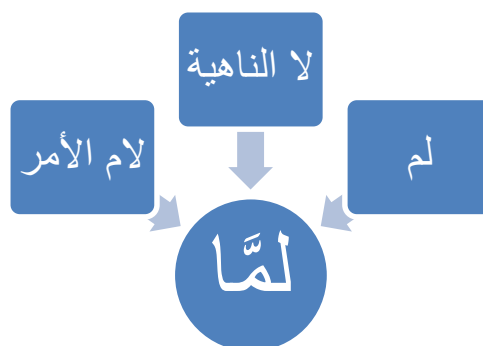 لا الناهية
لم
لام الأمر
لمَّا